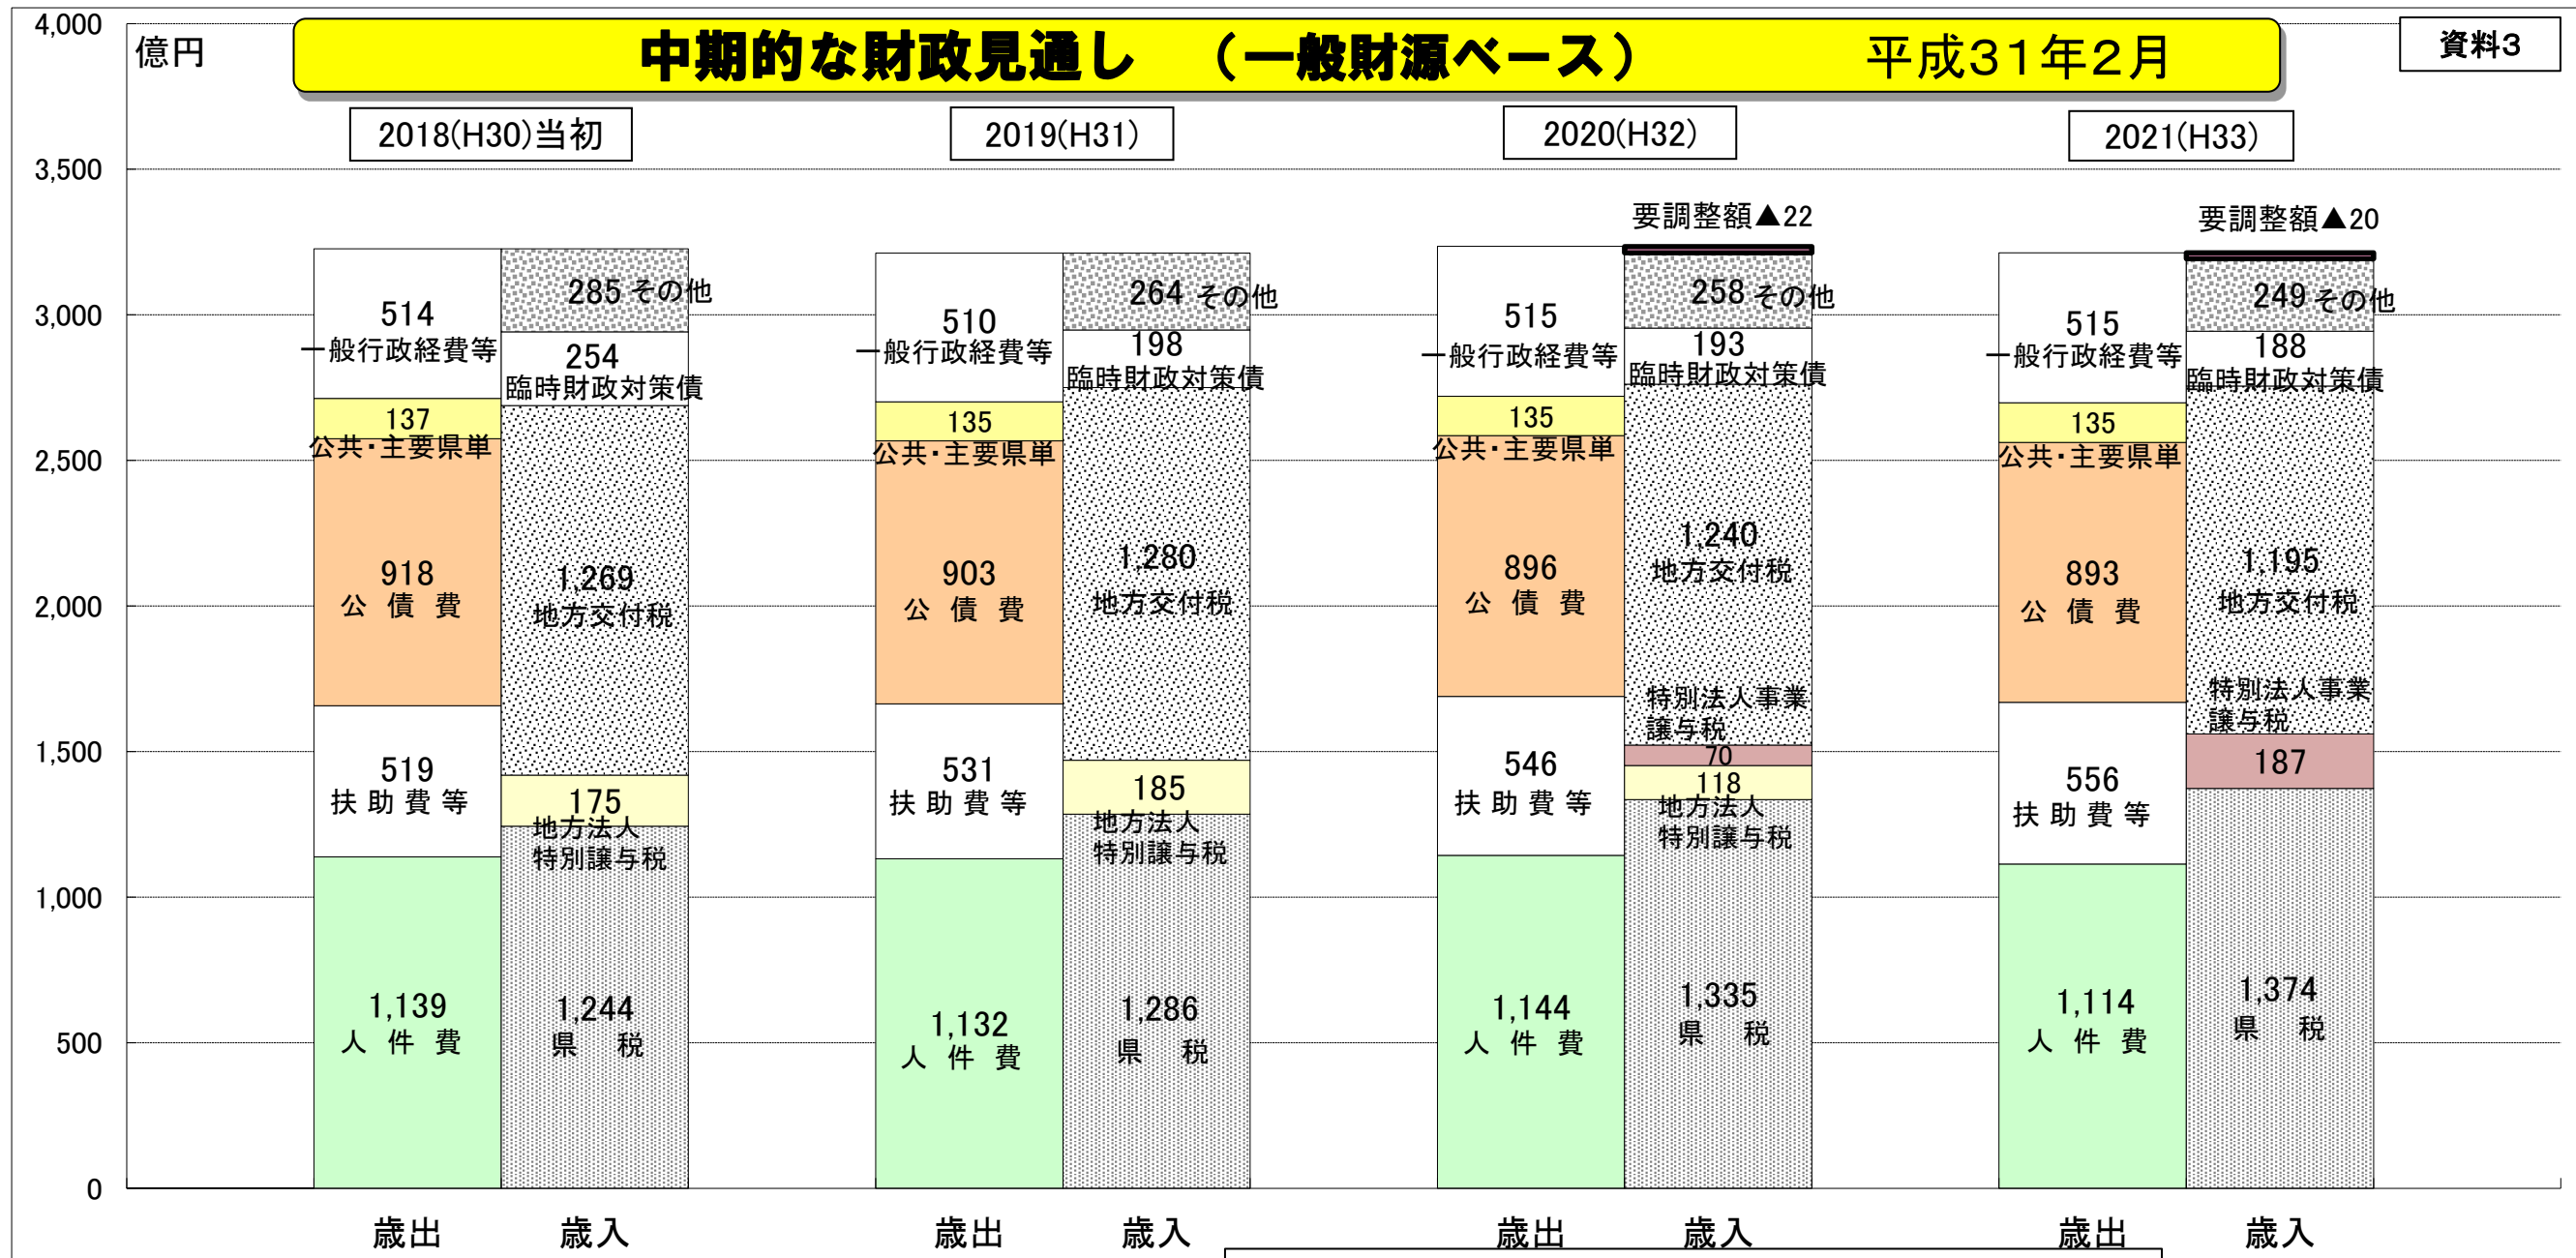 4,000
億円
中期的な財政見通し （一般財源ベース） 平成31年2月
資料3
2018(H30)当初
2019(H31)
2020(H32)
2021(H33)
3,500
3,000
2,500
2,000
1,500
1,000
500
0
514
一般行政経費等
137
公共・主要県単
918
公債費
519
扶助費等
1,139
人件費
285 その他
254
臨時財政対策債
1,269
地方交付税
175
地方法人
特別譲与税
1,244
県 税
510
一般行政経費等
135
公共・主要県単
903
公債費
531
扶助費等
1,132
人件費
264 その他
198
臨時財政対策債
1,280
地方交付税
185
地方法人
特別譲与税
1,286
県 税
515
一般行政経費等
135
公共・主要県単
896
公債費
546
扶助費等
1,144
人件費
要調整額▲22
258 その他
193
臨時財政対策債
1,240
地方交付税
特別法人事業
譲与税
70
118
地方法人
特別譲与税
1,335
県 税
515
一般行政経費等
135
公共・主要県単
893
公債費
556
扶助費等
1,114
人件費
要調整額▲20
249 その他
188
臨時財政対策債
1,195
地方交付税
特別法人事業
譲与税
187
1,374
県 税
歳出 歳入 歳出 歳入 歳出 歳入 歳出 歳入